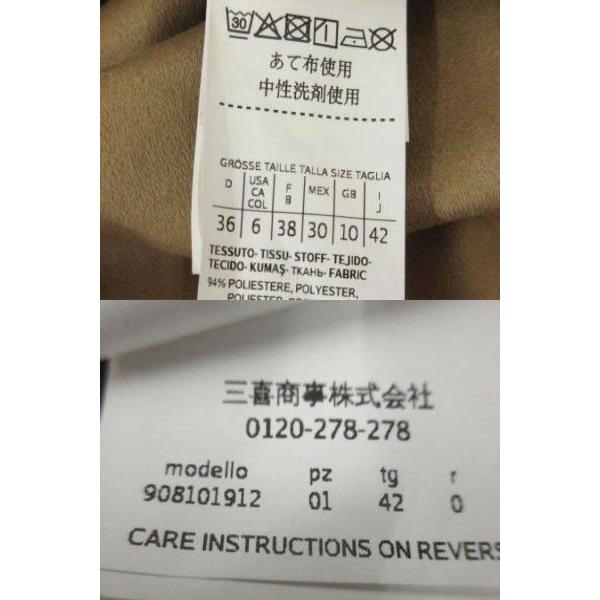 30
あて布使用
中性洗剤使用
GRÖSSE TAILLE TALLA SIZE TAGLIA
D USA CA COL F B MEX GB I J
36 6 38 30 10 42
TESSUTO- TISSU- STOFF- TEJIDO-
TECIDO- KUMAŞ- ТКАНЬ- FABRIC
94% POLIESTERE, POLYESTER,
三喜商事株式会社
0120-278-278
modello pz tg r
908101912 01 42 0
CARE INSTRUCTIONS ON REVERS